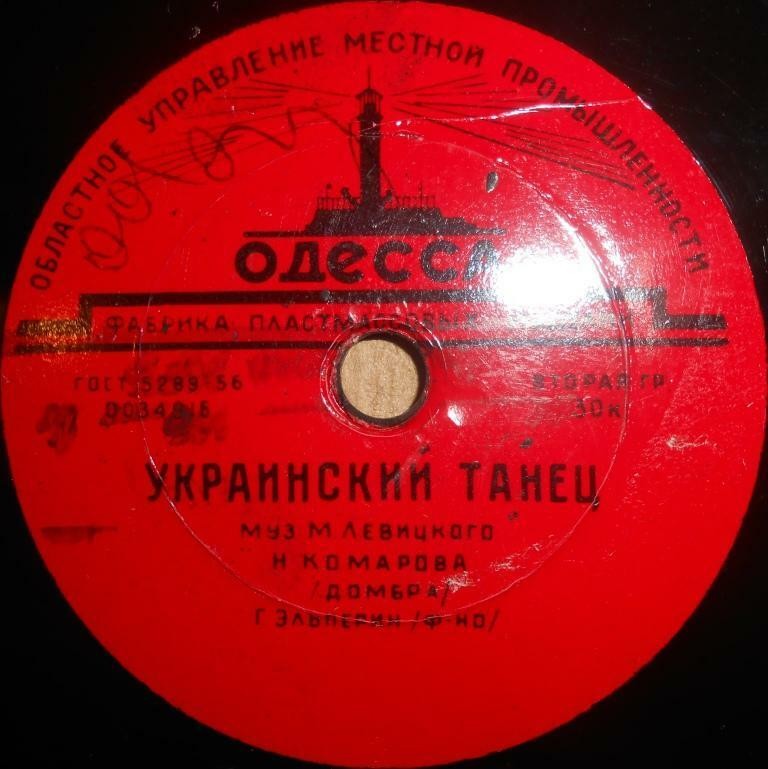 ОБЛАСТНОЕ УПРАВЛЕНИЕ МЕСТНОЙ ПРОМЫШЛЕННОСТИ
ОДЕССА
ФАБРИКА ПЛАСТМАССОВЫХ
ГОСТ 5289-56
ВТОРАЯ ГР
30к
УКРАИНСКИЙ ТАНЕЦ
МУЗ М. ЛЕВИЦКОГО
Н КОМАРОВА
/ДОМБРА/
Г ЭЛЬПЕРИН /Ф-НО/